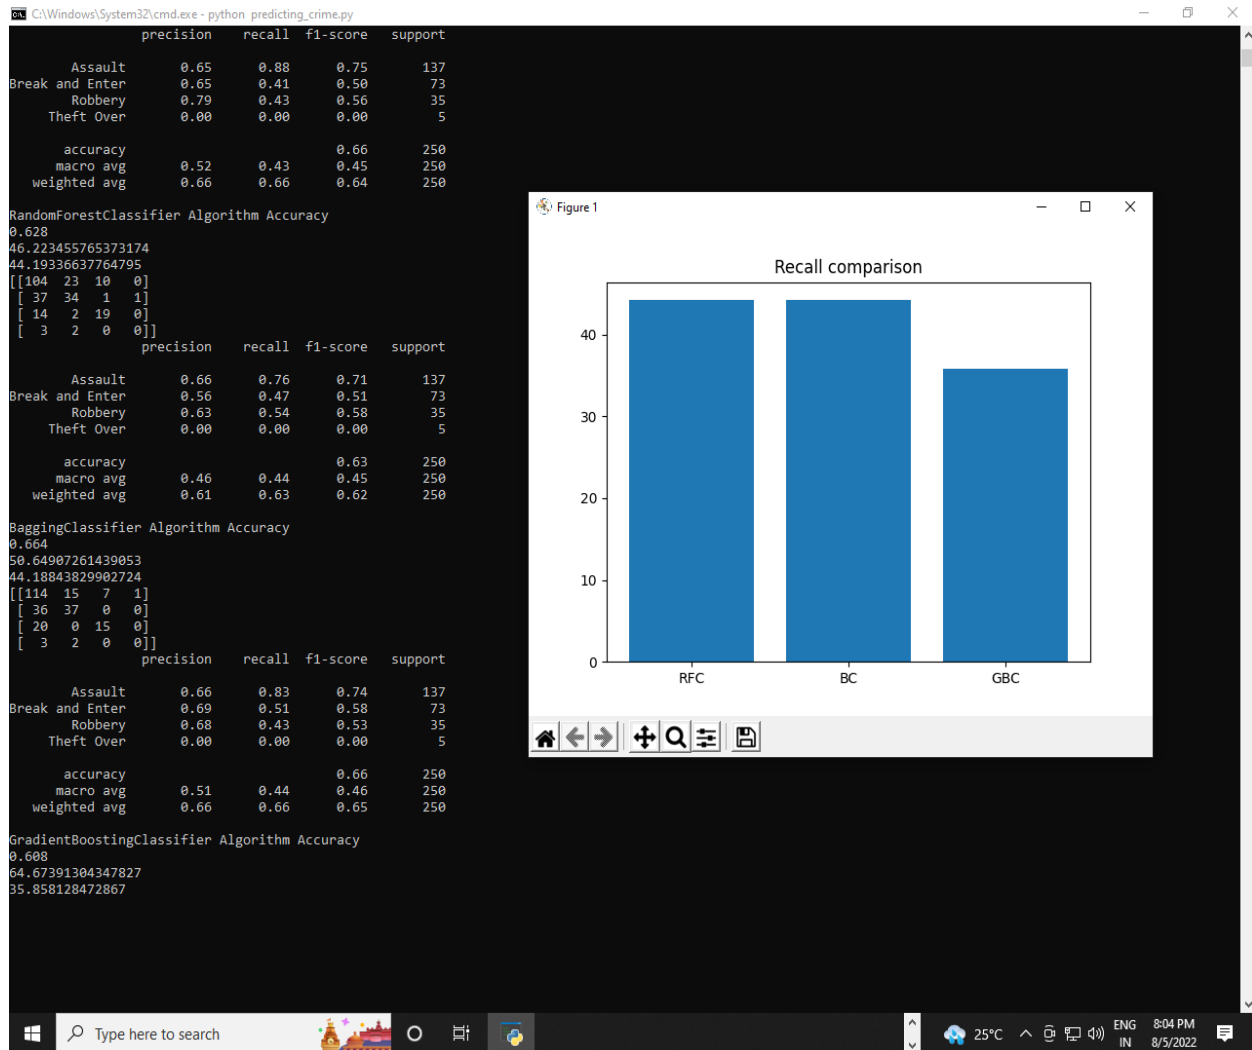 C:\Windows\System32\cmd.exe - python  predicting_crime.py
precision recall f1-score support
Assault 0.65 0.88 0.75 137
Break and Enter 0.65 0.41 0.50 73
Robbery 0.79 0.43 0.56 35
Theft Over 0.00 0.00 0.00 5
accuracy 0.66 250
macro avg 0.52 0.43 0.45 250
weighted avg 0.66 0.66 0.64 250
RandomForestClassifier Algorithm Accuracy
0.628
46.223455765373174
44.19336637764795
[[104 23 10 0]
[ 37 34 1 1]
[ 14 2 19 0]
[ 3 2 0 0]]
precision recall f1-score support
Assault 0.66 0.76 0.71 137
Break and Enter 0.56 0.47 0.51 73
Robbery 0.63 0.54 0.58 35
Theft Over 0.00 0.00 0.00 5
accuracy 0.63 250
macro avg 0.46 0.44 0.45 250
weighted avg 0.61 0.63 0.62 250
BaggingClassifier Algorithm Accuracy
0.664
50.64907261439053
44.18843829902724
[[114 15 7 1]
[ 36 37 0 0]
[ 20 0 15 0]
[ 3 2 0 0]]
precision recall f1-score support
Assault 0.66 0.83 0.74 137
Break and Enter 0.69 0.51 0.58 73
Robbery 0.68 0.43 0.53 35
Theft Over 0.00 0.00 0.00 5
accuracy 0.66 250
macro avg 0.51 0.44 0.46 250
weighted avg 0.66 0.66 0.65 250
GradientBoostingClassifier Algorithm Accuracy
0.608
64.67391304347827
35.858128472867
Figure 1
Recall comparison
40
30
20
10
0
RFC BC GBC
Type here to search
25°C
ENG
IN
8:04 PM
8/5/2022